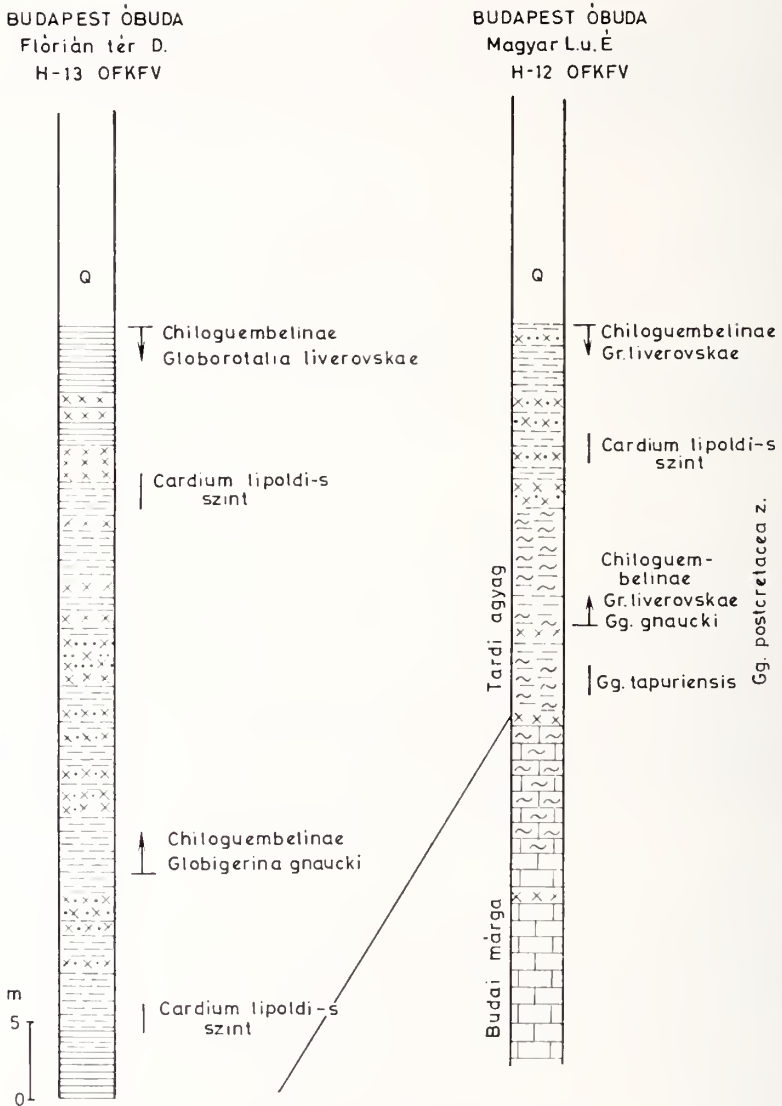 BUDAPEST ÓBUDA
Flórián tér D.
H-13 OFKFV
Q
Chiloguembelinae
Globorotalia liverovskae
Cardium lipoldi-s
szint
Chiloguembelinae
Globigerina gnaucki
Cardium lipoldi-s
szint
m
5
0
BUDAPEST ÓBUDA
Magyar L.u. É
H-12 OFKFV
Q
Chiloguembelinae
Gr. liverovskae
Cardium lipoldi-s
szint
Chiloguem-
belinae
Gr. liverovskae
Gg. gnaucki
Gg. tapuriensis
Gg. postcretacea z.
Tardi agyag
Budai márga